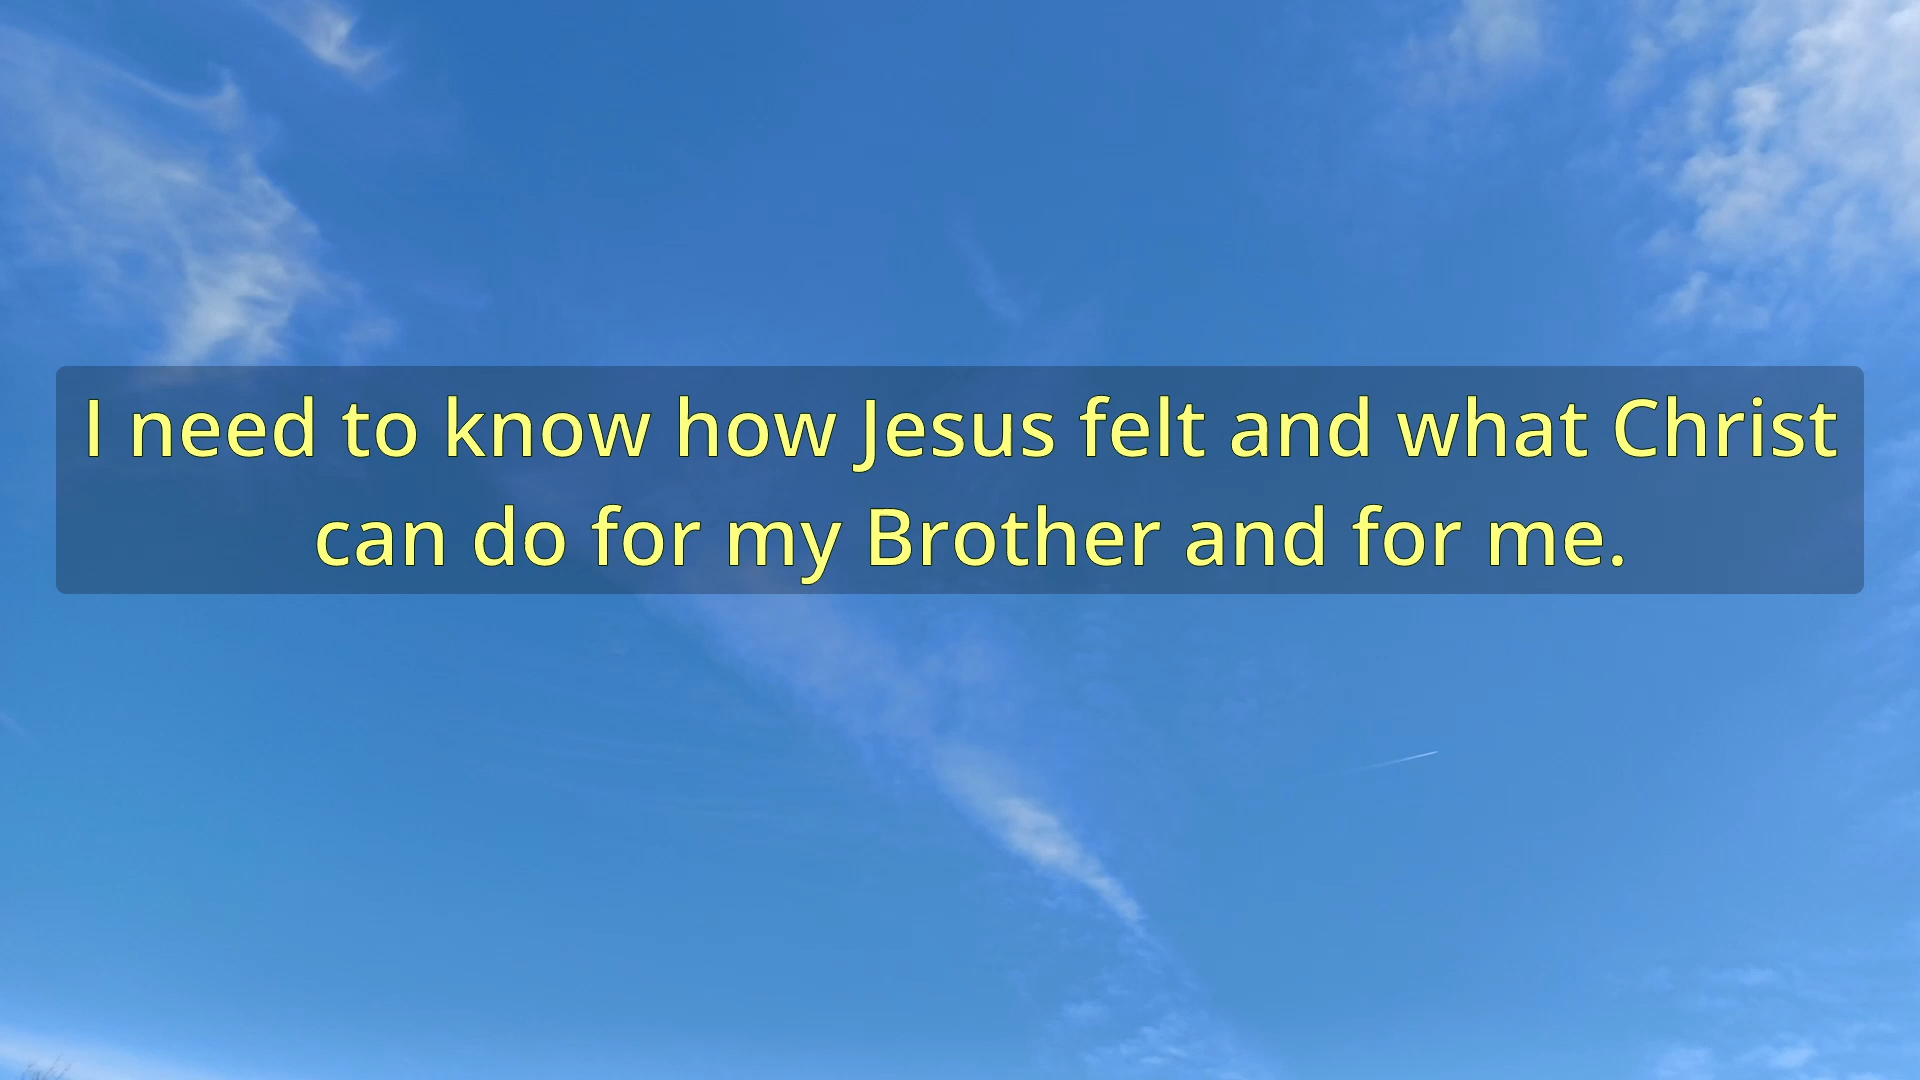 I need to know how Jesus felt and what Christ
can do for my Brother and for me.